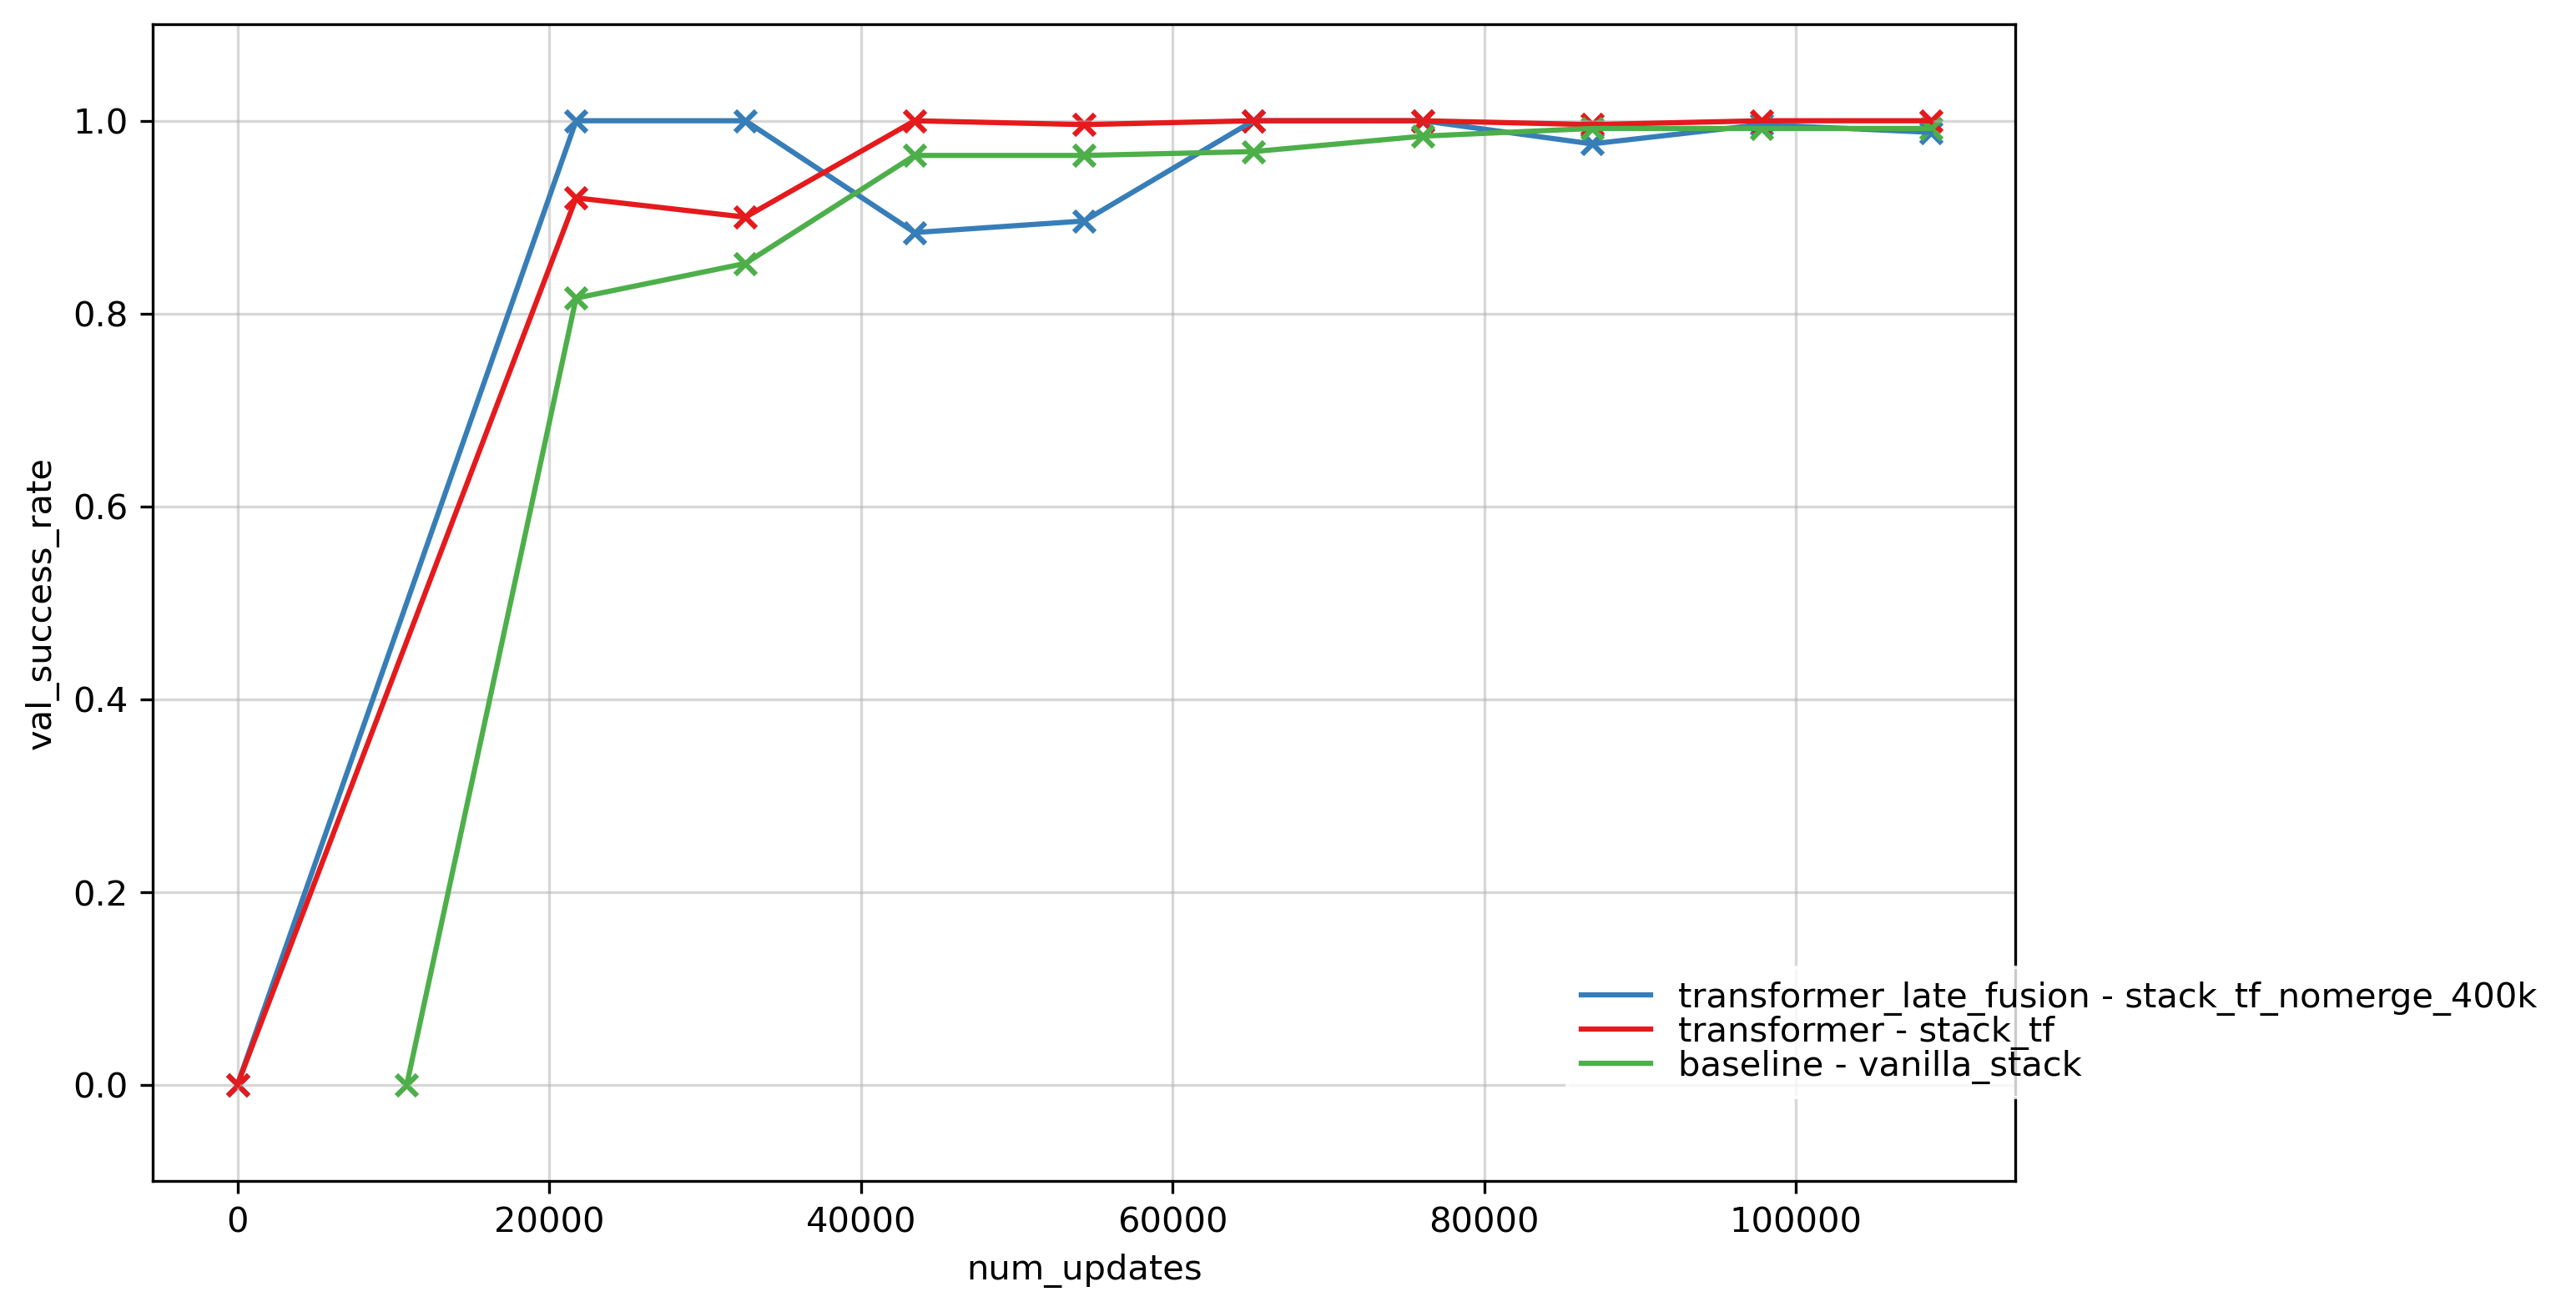 1.0
0.8
0.6
0.4
0.2
0.0
val_success_rate
0 20000 40000 60000 80000 100000
num_updates
transformer_late_fusion - stack_tf_nomerge_400k
transformer - stack_tf
baseline - vanilla_stack